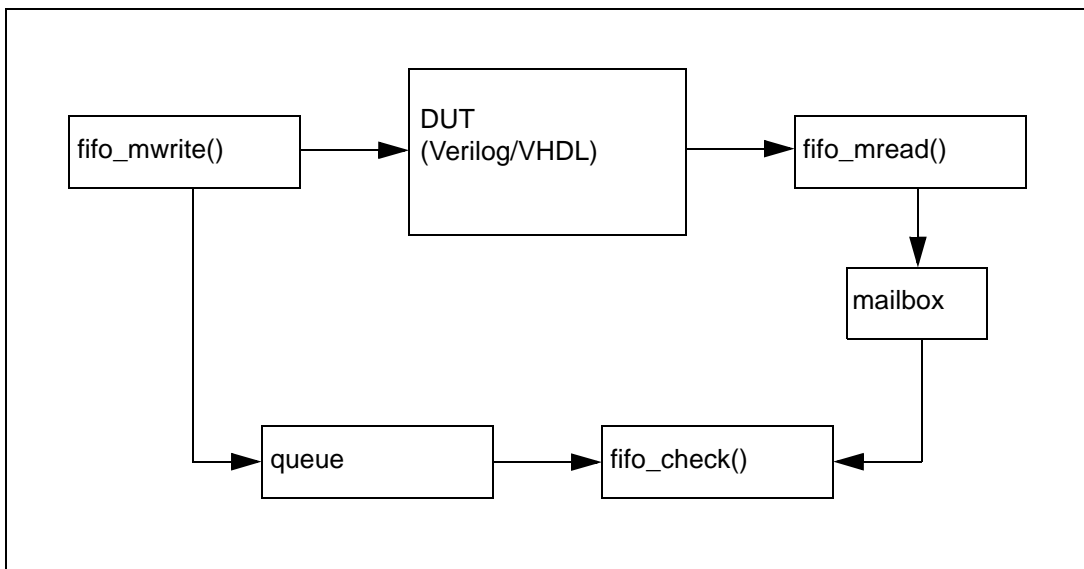 fifo_mwrite()
DUT
(Verilog/VHDL)
fifo_mread()
mailbox
queue
fifo_check()